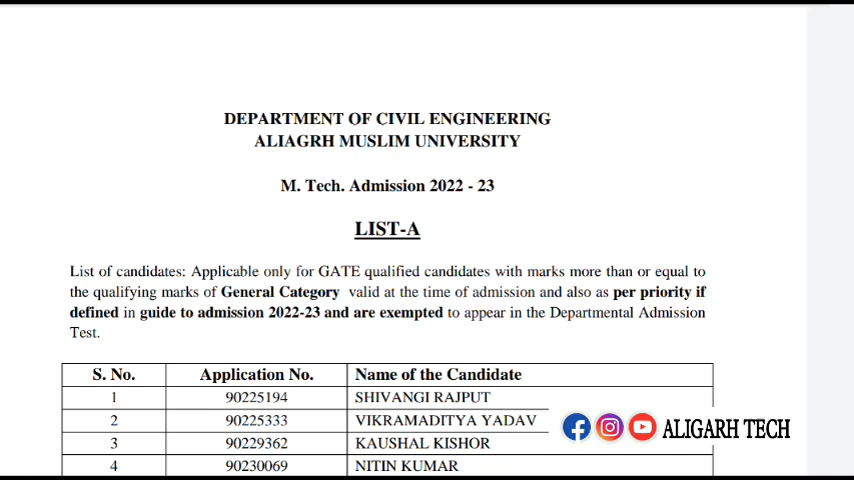 DEPARTMENT OF CIVIL ENGINEERING
ALIAGRH MUSLIM UNIVERSITY
M. Tech. Admission 2022 - 23
LIST-A
List of candidates: Applicable only for GATE qualified candidates with marks more than or equal to
the qualifying marks of General Category valid at the time of admission and also as per priority if
defined in guide to admission 2022-23 and are exempted to appear in the Departmental Admission
Test.
S. No. Application No. Name of the Candidate
1 90225194 SHIVANGI RAJPUT
2 90225333 VIKRAMADITYA YADAV
3 90229362 KAUSHAL KISHOR
4 90230069 NITIN KUMAR
ALIGARH TECH